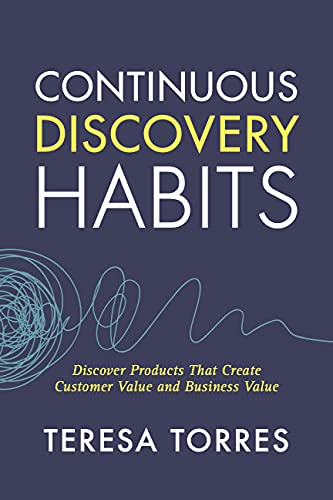 CONTINUOUS
DISCOVERY
HABITS
Discover Products That Create
Customer Value and Business Value
TERESA TORRES